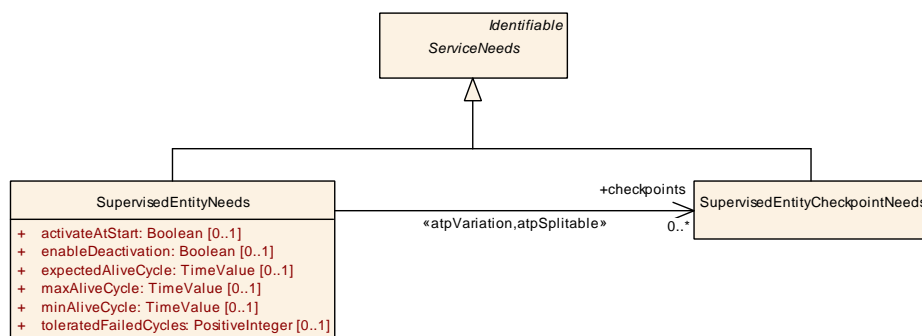 Identifiable
ServiceNeeds
SupervisedEntityNeeds
+ activateAtStart: Boolean [0..1]
+ enableDeactivation: Boolean [0..1]
+ expectedAliveCycle: TimeValue [0..1]
+ maxAliveCycle: TimeValue [0..1]
+ minAliveCycle: TimeValue [0..1]
+ toleratedFailedCycles: PositiveInteger [0..1]
+checkpoints
«atpVariation,atpSplitable»
0..*
SupervisedEntityCheckpointNeeds